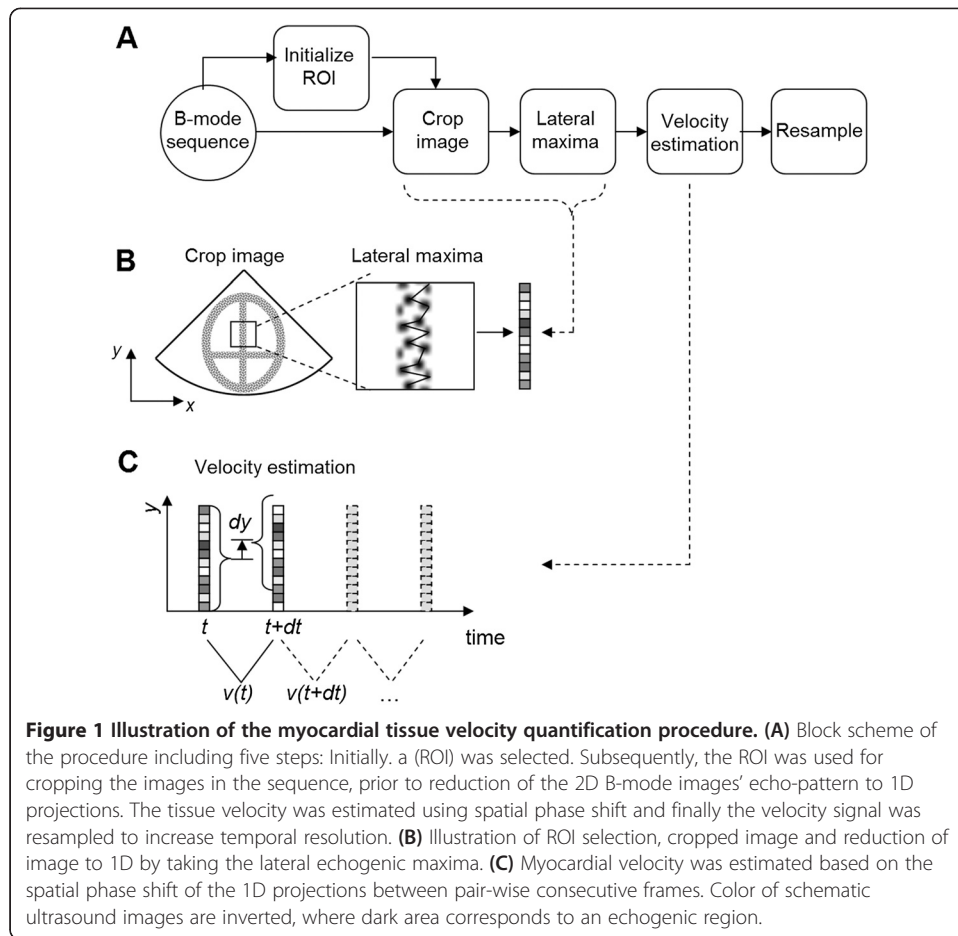 A
Initialize
ROI
B-mode
sequence
Crop
image
Lateral
maxima
Velocity
estimation
Resample
B
Crop image
Lateral maxima
y
x
C
Velocity estimation
y
dy
t
t+dt
time
v(t)
v(t+dt)
...
Figure 1 Illustration of the myocardial tissue velocity quantification procedure. (A) Block scheme of
the procedure including five steps: Initially. a (ROI) was selected. Subsequently, the ROI was used for
cropping the images in the sequence, prior to reduction of the 2D B-mode images’ echo-pattern to 1D
projections. The tissue velocity was estimated using spatial phase shift and finally the velocity signal was
resampled to increase temporal resolution. (B) Illustration of ROI selection, cropped image and reduction of
image to 1D by taking the lateral echogenic maxima. (C) Myocardial velocity was estimated based on the
spatial phase shift of the 1D projections between pair-wise consecutive frames. Color of schematic
ultrasound images are inverted, where dark area corresponds to an echogenic region.